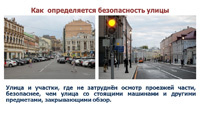 Как определяется безопасность улицы
Улица и участки, где не затруднён осмотр проезжей части,
безопаснее, чем улица со стоящими машинами и другими
предметами, закрывающими обзор.